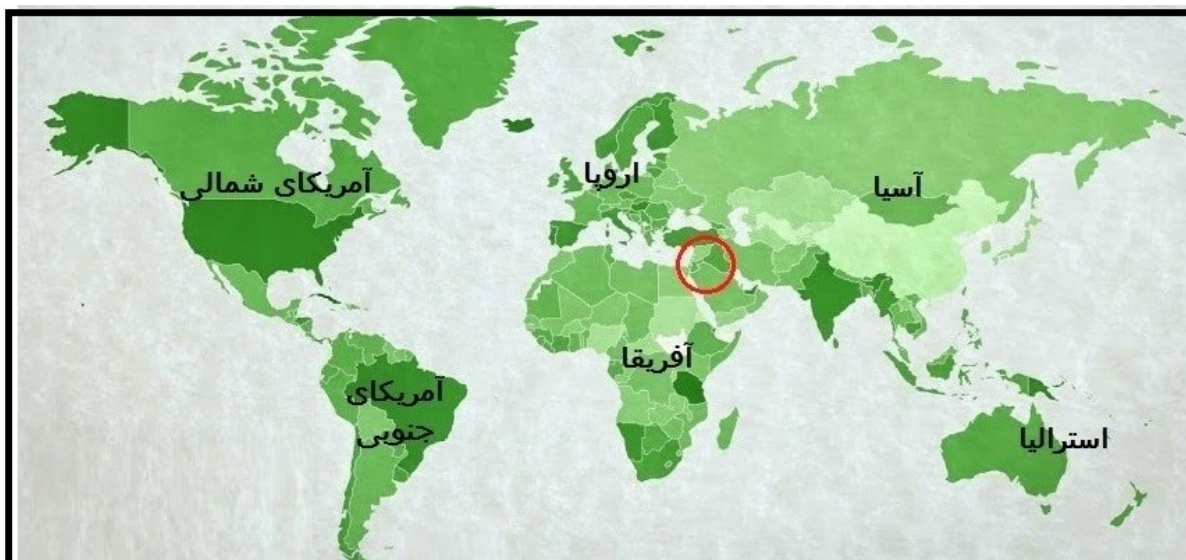 آمریکای شمالی
اروپا
آسیا
آفریقا
آمریکای
جنوبی
استرالیا